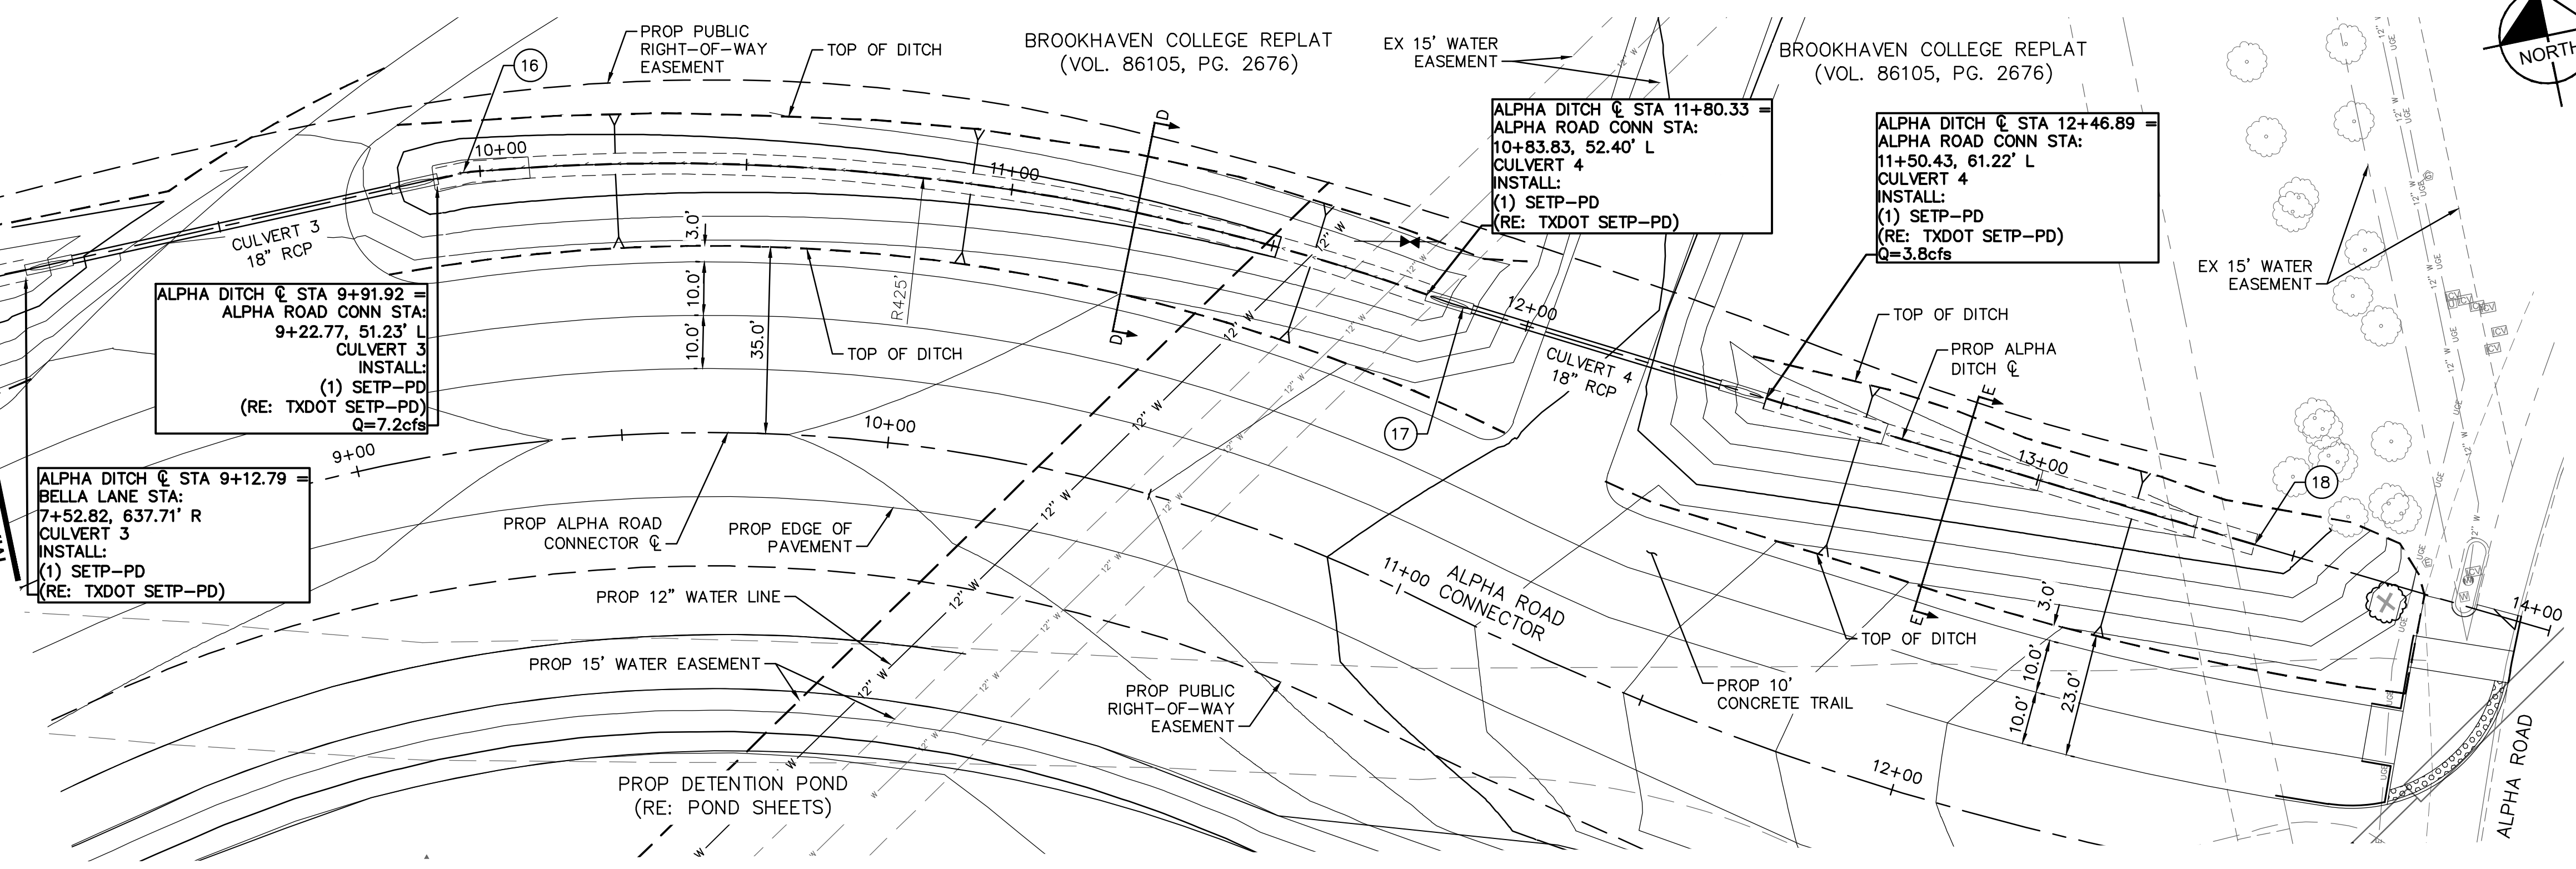 PROP PUBLIC
RIGHT-OF-WAY
EASEMENT
TOP OF DITCH
BROOKHAVEN COLLEGE REPLAT
(VOL. 86105, PG. 2676)
EX 15' WATER
EASEMENT
BROOKHAVEN COLLEGE REPLAT
(VOL. 86105, PG. 2676)
NORTH
16
10+00
11+00
D
D
CULVERT 3
18" RCP
3.0'
10.0'
10.0'
35.0'
R425'
TOP OF DITCH
ALPHA DITCH ℄ STA 9+91.92 =
ALPHA ROAD CONN STA:
9+22.77, 51.23' L
CULVERT 3
INSTALL:
(1) SETP-PD
(RE: TXDOT SETP-PD)
Q=7.2cfs
ALPHA DITCH ℄ STA 9+12.79 =
BELLA LANE STA:
7+52.82, 637.71' R
CULVERT 3
INSTALL:
(1) SETP-PD
(RE: TXDOT SETP-PD)
ALPHA DITCH ℄ STA 11+80.33 =
ALPHA ROAD CONN STA:
10+83.83, 52.40' L
CULVERT 4
INSTALL:
(1) SETP-PD
(RE: TXDOT SETP-PD)
ALPHA DITCH ℄ STA 12+46.89 =
ALPHA ROAD CONN STA:
11+50.43, 61.22' L
CULVERT 4
INSTALL:
(1) SETP-PD
(RE: TXDOT SETP-PD)
Q=3.8cfs
EX 15' WATER
EASEMENT
12+00
CULVERT 4
18" RCP
17
TOP OF DITCH
PROP ALPHA
DITCH ℄
E
E
13+00
18
14+00
9+00
10+00
PROP ALPHA ROAD
CONNECTOR ℄
PROP EDGE OF
PAVEMENT
PROP 12" WATER LINE
PROP 15' WATER EASEMENT
12" W
12" W
12" W
12" W
12" W
12" W
12" W
PROP PUBLIC
RIGHT-OF-WAY
EASEMENT
11+00
ALPHA ROAD
CONNECTOR
PROP 10'
CONCRETE TRAIL
TOP OF DITCH
3.0'
10.0'
10.0'
23.0'
12+00
ALPHA ROAD
PROP DETENTION POND
(RE: POND SHEETS)